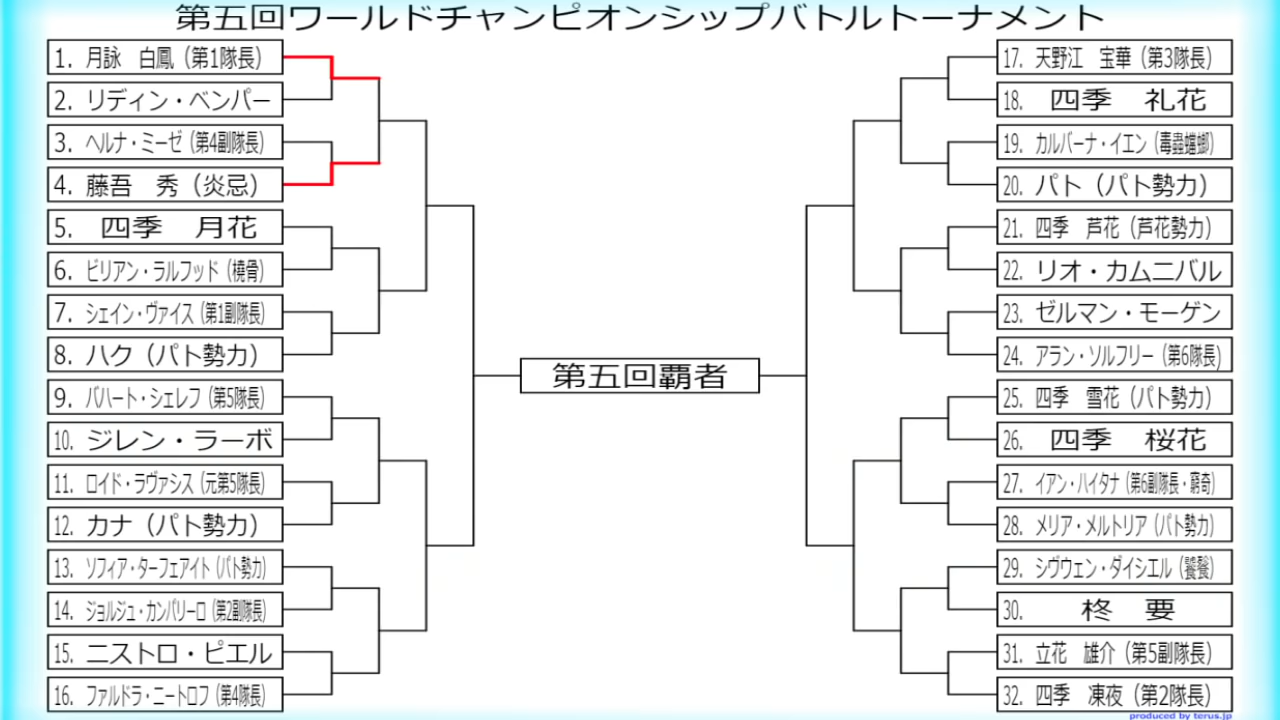 第五回ワールドチャンピオンシップバトルトーナメント
1. 月詠　白鳳（第1隊長）
2. リディン・ベンパー
3. ヘルナ・ミーゼ（第4副隊長）
4. 藤吾　秀（炎忌）
5. 四季　月花
6. ビリアン・ラルフッド（橈骨）
7. シェイン・ヴァイス（第1副隊長）
8. ハク（パト勢力）
9. バハート・シェレフ（第5隊長）
10. ジレン・ラーボ
11. ロイド・ラヴァシス（元第5隊長）
12. カナ（パト勢力）
13. ソフィア・ターフェアイト（パト勢力）
14. ジョルジュ・カンパリーロ（第2副隊長）
15. ニストロ・ピエル
16. ファルドラ・ニートロフ（第4隊長）
第五回覇者
17. 天野江　宝華（第3隊長）
18. 四季　礼花
19. カルバーナ・イエン（毒蟲蟷螂）
20. パト（パト勢力）
21. 四季　芦花（芦花勢力）
22. リオ・カムニバル
23. ゼルマン・モーゲン
24. アラン・ソルフリー（第6隊長）
25. 四季　雪花（パト勢力）
26. 四季　桜花
27. イアン・ハイタナ（第6副隊長・窮奇）
28. メリア・メルトリア（パト勢力）
29. シヴウェン・ダイシエル（饕餮）
30. 柊　要
31. 立花　雄介（第5副隊長）
32. 四季　凍夜（第2隊長）
produced by terus.jp